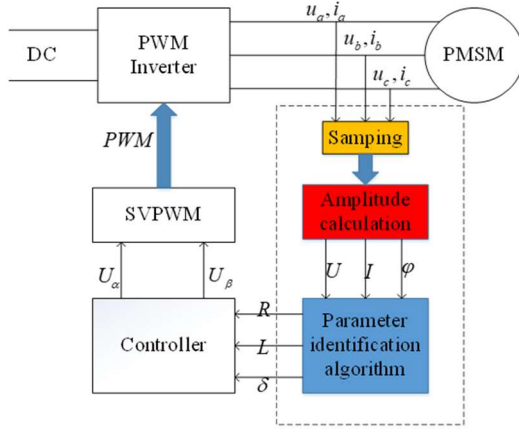 u_a, i_a
DC
PWM
Inverter
u_b, i_b
PMSM
u_c, i_c
PWM
Samping
SVPWM
Amplitude
calculation
U_α
U_β
U
I
φ
Controller
R
L
δ
Parameter
identification
algorithm